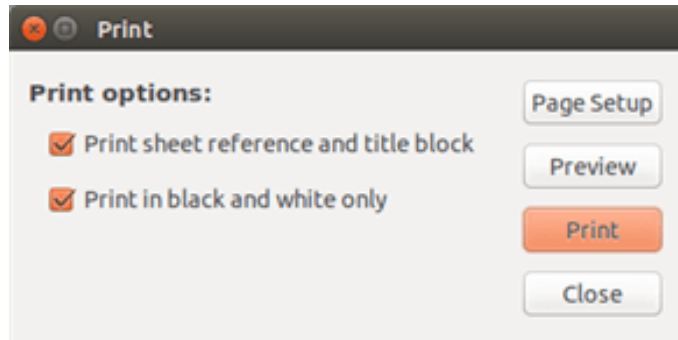 Print
Print options:
Page Setup
Print sheet reference and title block
Preview
Print in black and white only
Print
Close